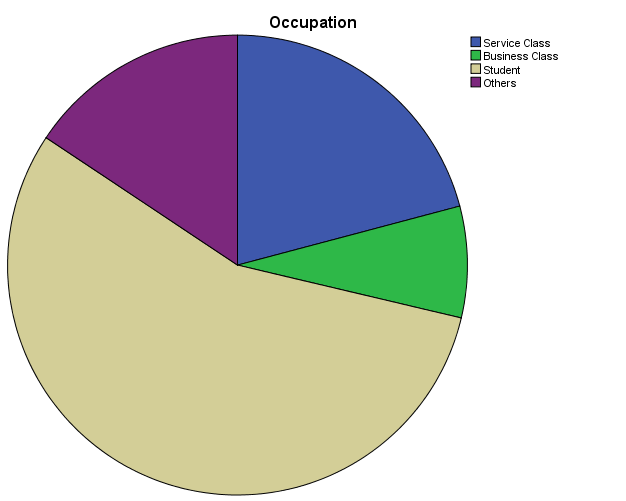 Occupation
Service Class
Business Class
Student
Others